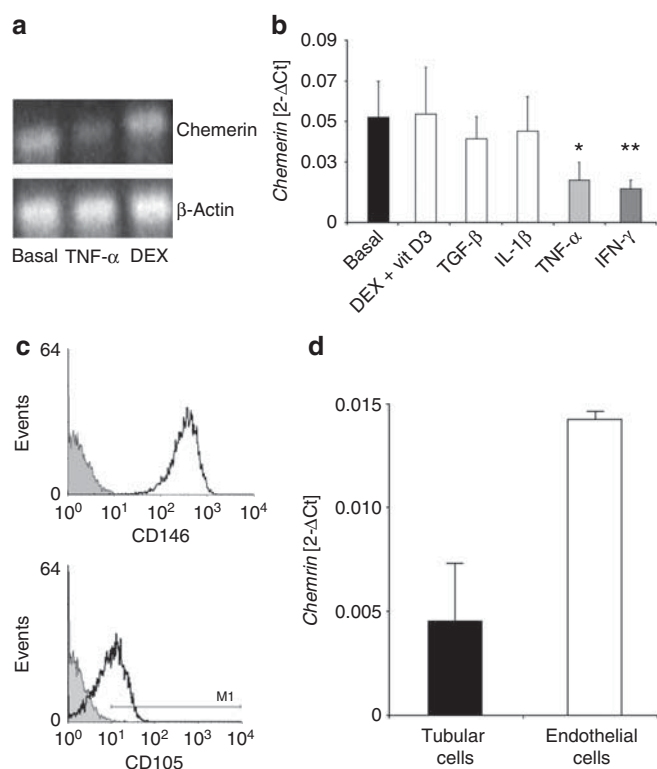 a
Chemerin
β-Actin
Basal TNF-α DEX
b
Chemerin [2-ΔCt]
0.09
0.07
0.05
0.03
0
* **
Basal
DEX + vit D3
TGF-β
IL-1β
TNF-α
IFN-γ
c
64
Events
0
10⁰ 10¹ 10² 10³ 10⁴
CD146
64
Events
M1
0
10⁰ 10¹ 10² 10³ 10⁴
CD105
d
Chemrin [2-ΔCt]
0.015
0.010
0.005
0
Tubular cells
Endothelial cells